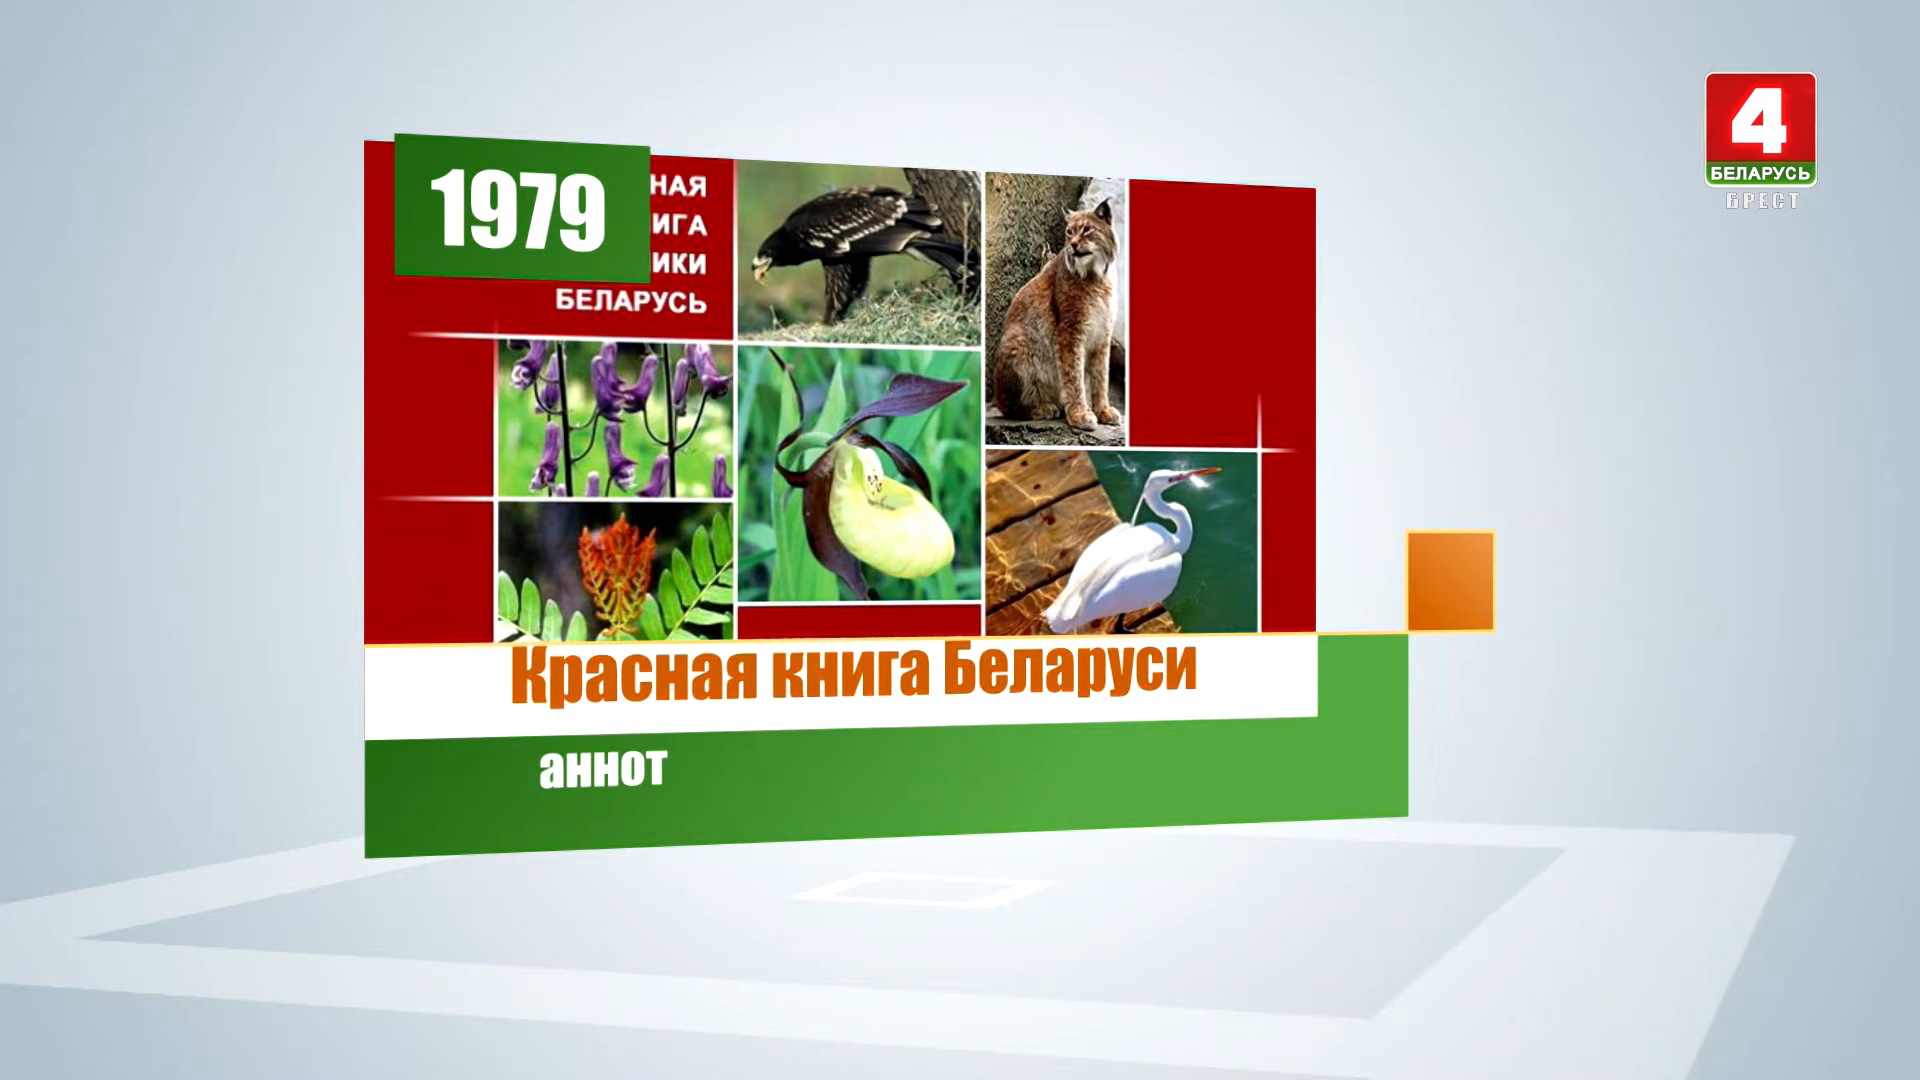 4
БЕЛАРУСЬ
БРЕСТ
1979
НАЯ
ИГА
ИКИ
БЕЛАРУСЬ
Красная книга Беларуси
аннот